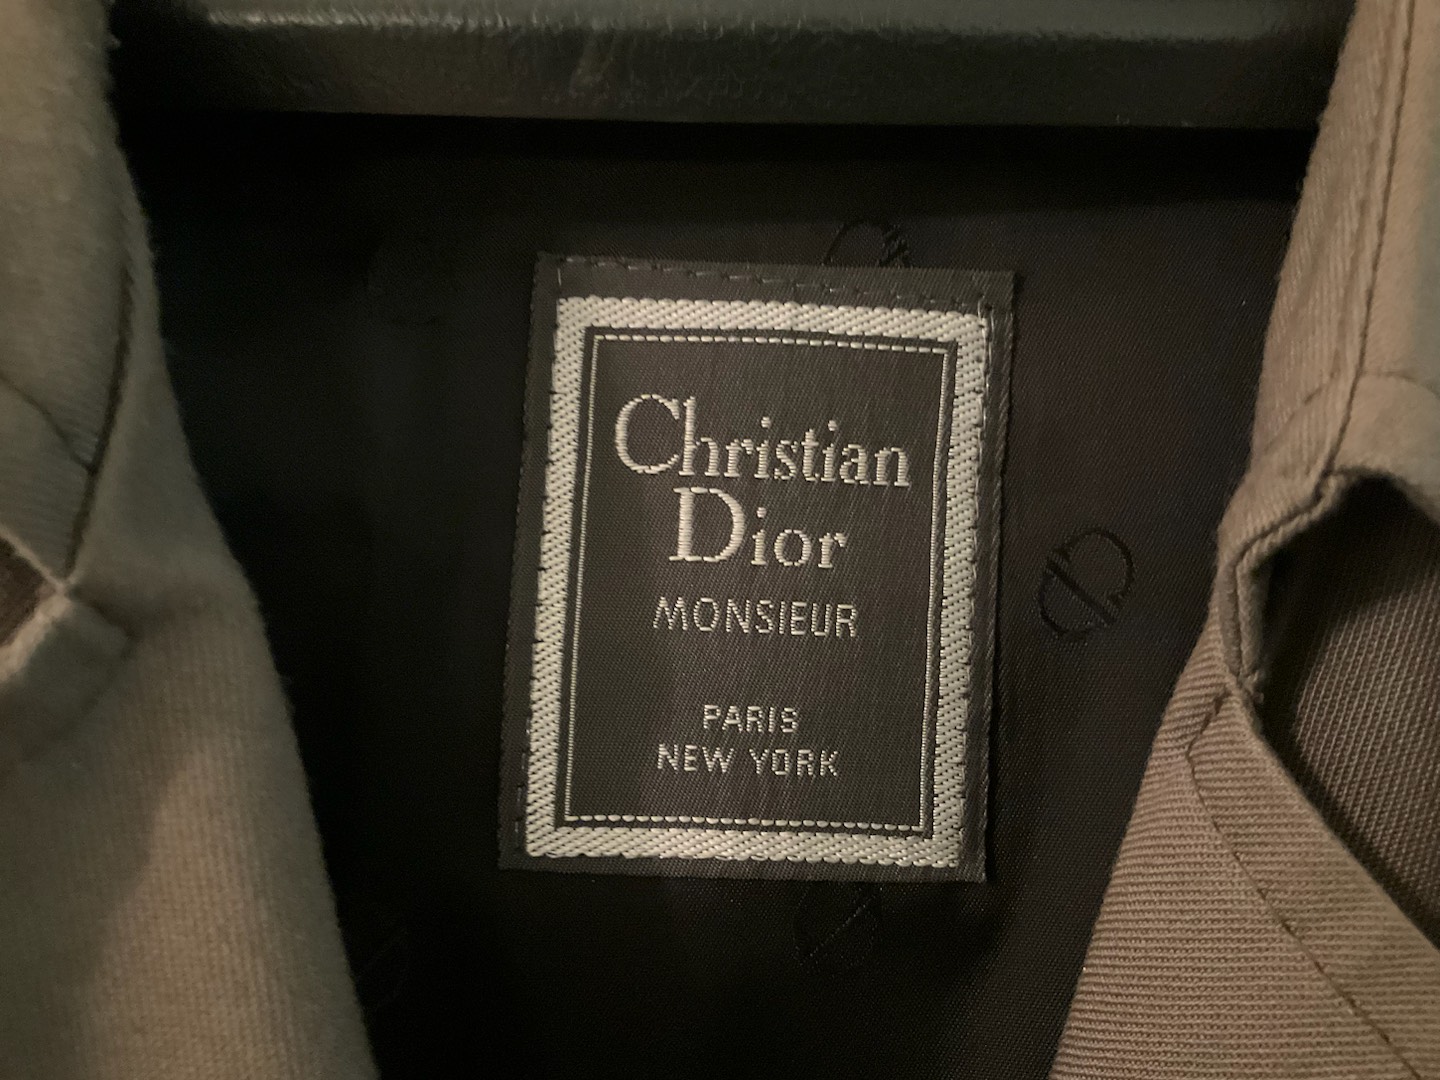 Christian
Dior
MONSIEUR
PARIS
NEW YORK